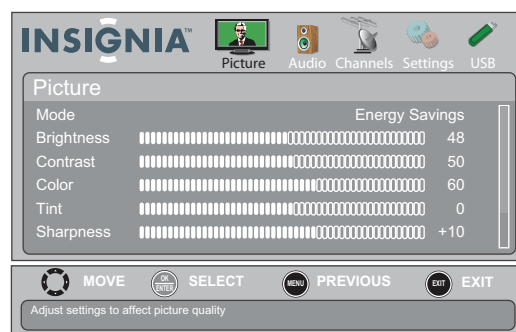 INSIGNIA™
Picture Audio Channels Settings USB
Picture
Mode Energy Savings
Brightness 48
Contrast 50
Color 60
Tint 0
Sharpness +10
MOVE OK ENTER SELECT MENU PREVIOUS EXIT EXIT
Adjust settings to affect picture quality